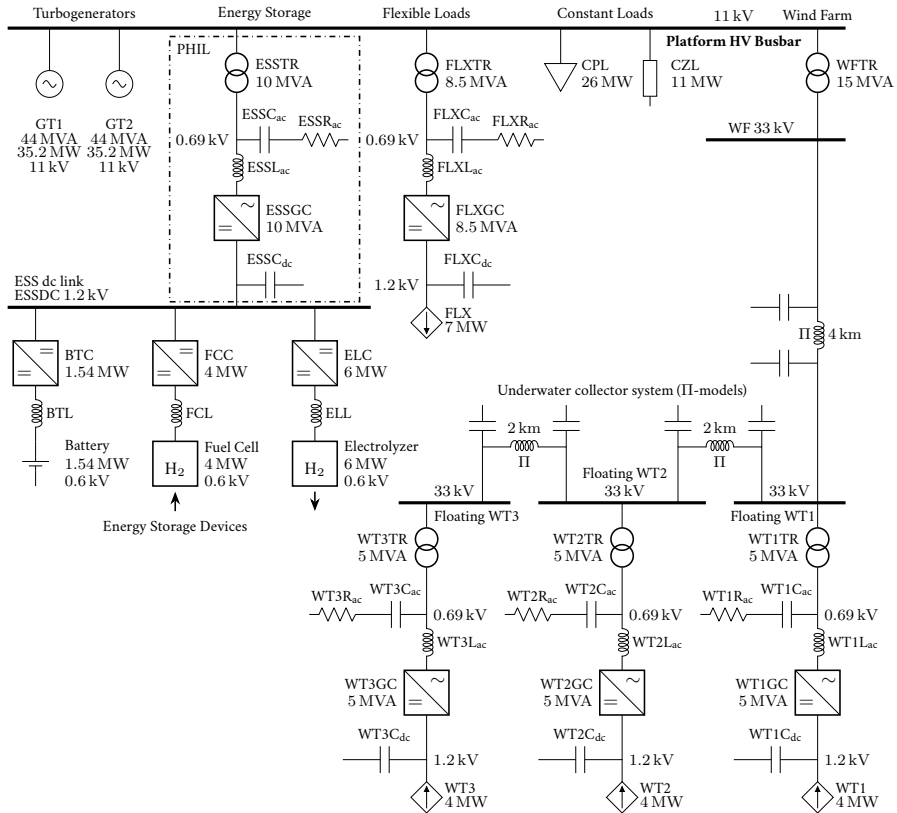 Turbogenerators
Energy Storage
Flexible Loads
Constant Loads
11 kV
Wind Farm
Platform HV Busbar
PHIL
GT1
44 MVA
35.2 MW
11 kV
GT2
44 MVA
35.2 MW
11 kV
ESSTR
10 MVA
ESSCac
ESSRac
0.69 kV
ESSLac
ESSGC
10 MVA
ESSCdc
FLXTR
8.5 MVA
FLXCac
FLXRac
0.69 kV
FLXLac
FLXGC
8.5 MVA
FLXCdc
1.2 kV
FLX
7 MW
CPL
26 MW
CZL
11 MW
WFTR
15 MVA
WF 33 kV
Π
4 km
ESS dc link
ESSDC 1.2 kV
BTC
1.54 MW
BTL
Battery
1.54 MW
0.6 kV
FCC
4 MW
FCL
H2
Fuel Cell
4 MW
0.6 kV
ELC
6 MW
ELL
H2
Electrolyzer
6 MW
0.6 kV
Energy Storage Devices
Underwater collector system (Π-models)
2 km
Π
2 km
Π
33 kV
Floating WT3
Floating WT2
33 kV
33 kV
Floating WT1
WT3TR
5 MVA
WT3Rac
WT3Cac
0.69 kV
WT3Lac
WT3GC
5 MVA
WT3Cdc
1.2 kV
WT3
4 MW
WT2TR
5 MVA
WT2Rac
WT2Cac
0.69 kV
WT2Lac
WT2GC
5 MVA
WT2Cdc
1.2 kV
WT2
4 MW
WT1TR
5 MVA
WT1Rac
WT1Cac
0.69 kV
WT1Lac
WT1GC
5 MVA
WT1Cdc
1.2 kV
WT1
4 MW